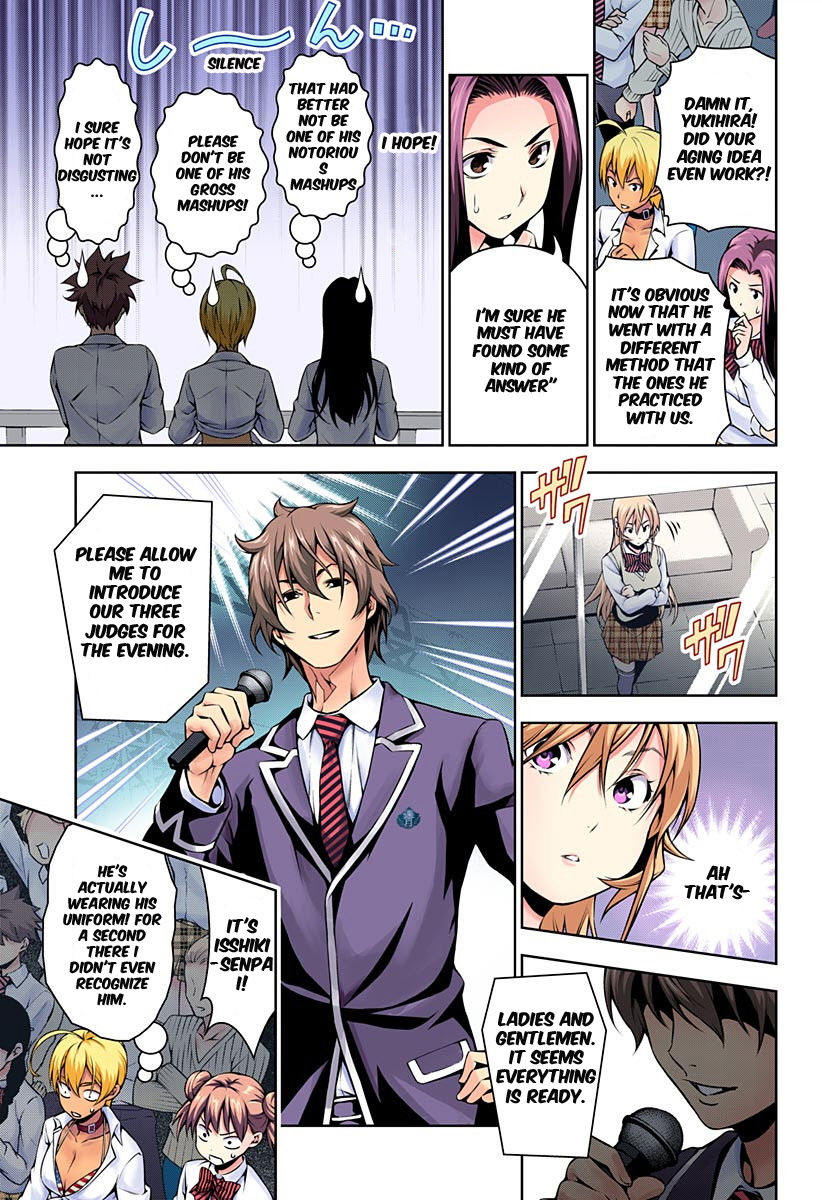 DAMN IT,
YUKIHIRA!
DID YOUR
AGING IDEA
EVEN WORK?!
IT'S OBVIOUS
NOW THAT HE
WENT WITH A
DIFFERENT
METHOD THAT
THE ONES HE
PRACTICED
WITH US.
I'M SURE HE
MUST HAVE
FOUND SOME
KIND OF
ANSWER"
し〜ん…
SILENCE
I HOPE!
THAT HAD
BETTER
NOT BE
ONE OF HIS
NOTORIOU
S
MASHUPS
PLEASE
DON'T BE
ONE OF HIS
GROSS
MASHUPS!
I SURE
HOPE IT'S
NOT
DISGUSTING
...
ザワ
ザワ
AH
THAT'S-
LADIES AND
GENTLEMEN.
IT SEEMS
EVERYTHING
IS READY.
PLEASE ALLOW
ME TO
INTRODUCE
OUR THREE
JUDGES FOR
THE EVENING.
IT'S
ISSHIKI
-SENPA
I!
HE'S
ACTUALLY
WEARING HIS
UNIFORM! FOR
A SECOND
THERE I
DIDN'T EVEN
RECOGNIZE
HIM.